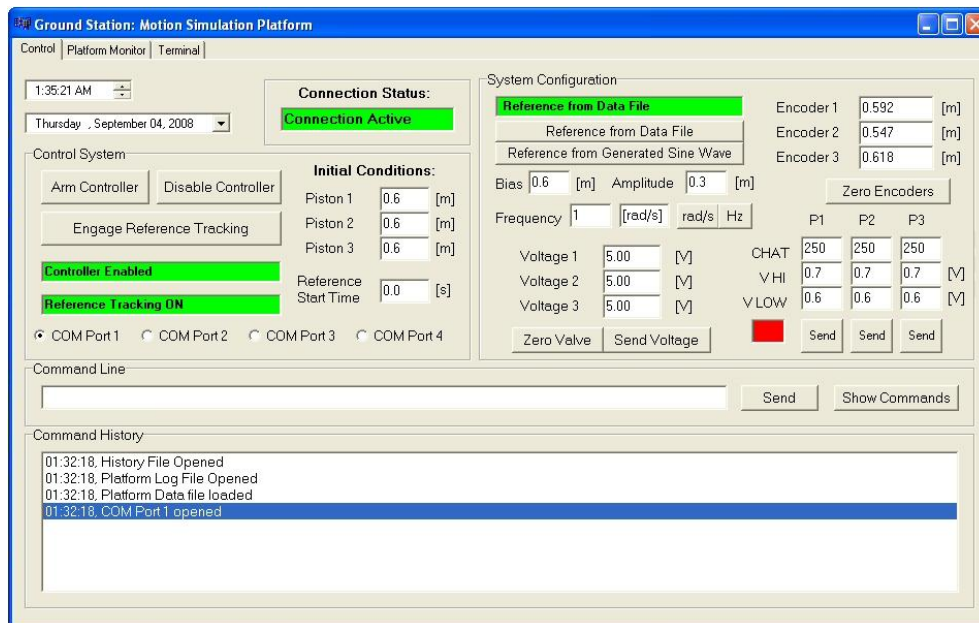 Ground Station: Motion Simulation Platform
Control Platform Monitor Terminal
1:35:21 AM
Thursday , September 04, 2008
Connection Status:
Connection Active
Control System
Arm Controller Disable Controller
Engage Reference Tracking
Controller Enabled
Reference Tracking ON
Initial Conditions:
Piston 1 0.6 [m]
Piston 2 0.6 [m]
Piston 3 0.6 [m]
Reference
Start Time 0.0 [s]
COM Port 1 COM Port 2 COM Port 3 COM Port 4
System Configuration
Reference from Data File
Reference from Data File
Reference from Generated Sine Wave
Bias 0.6 [m] Amplitude 0.3 [m]
Frequency 1 [rad/s] rad/s Hz
Voltage 1 5.00 [V]
Voltage 2 5.00 [V]
Voltage 3 5.00 [V]
Zero Valve Send Voltage
Encoder 1 0.592 [m]
Encoder 2 0.547 [m]
Encoder 3 0.618 [m]
Zero Encoders
P1 P2 P3
CHAT 250 250 250
V HI 0.7 0.7 0.7 [V]
V LOW 0.6 0.6 0.6 [V]
Send Send Send
Command Line
Send Show Commands
Command History
01:32:18, History File Opened
01:32:18, Platform Log File Opened
01:32:18, Platform Data file loaded
01:32:18, COM Port 1 opened